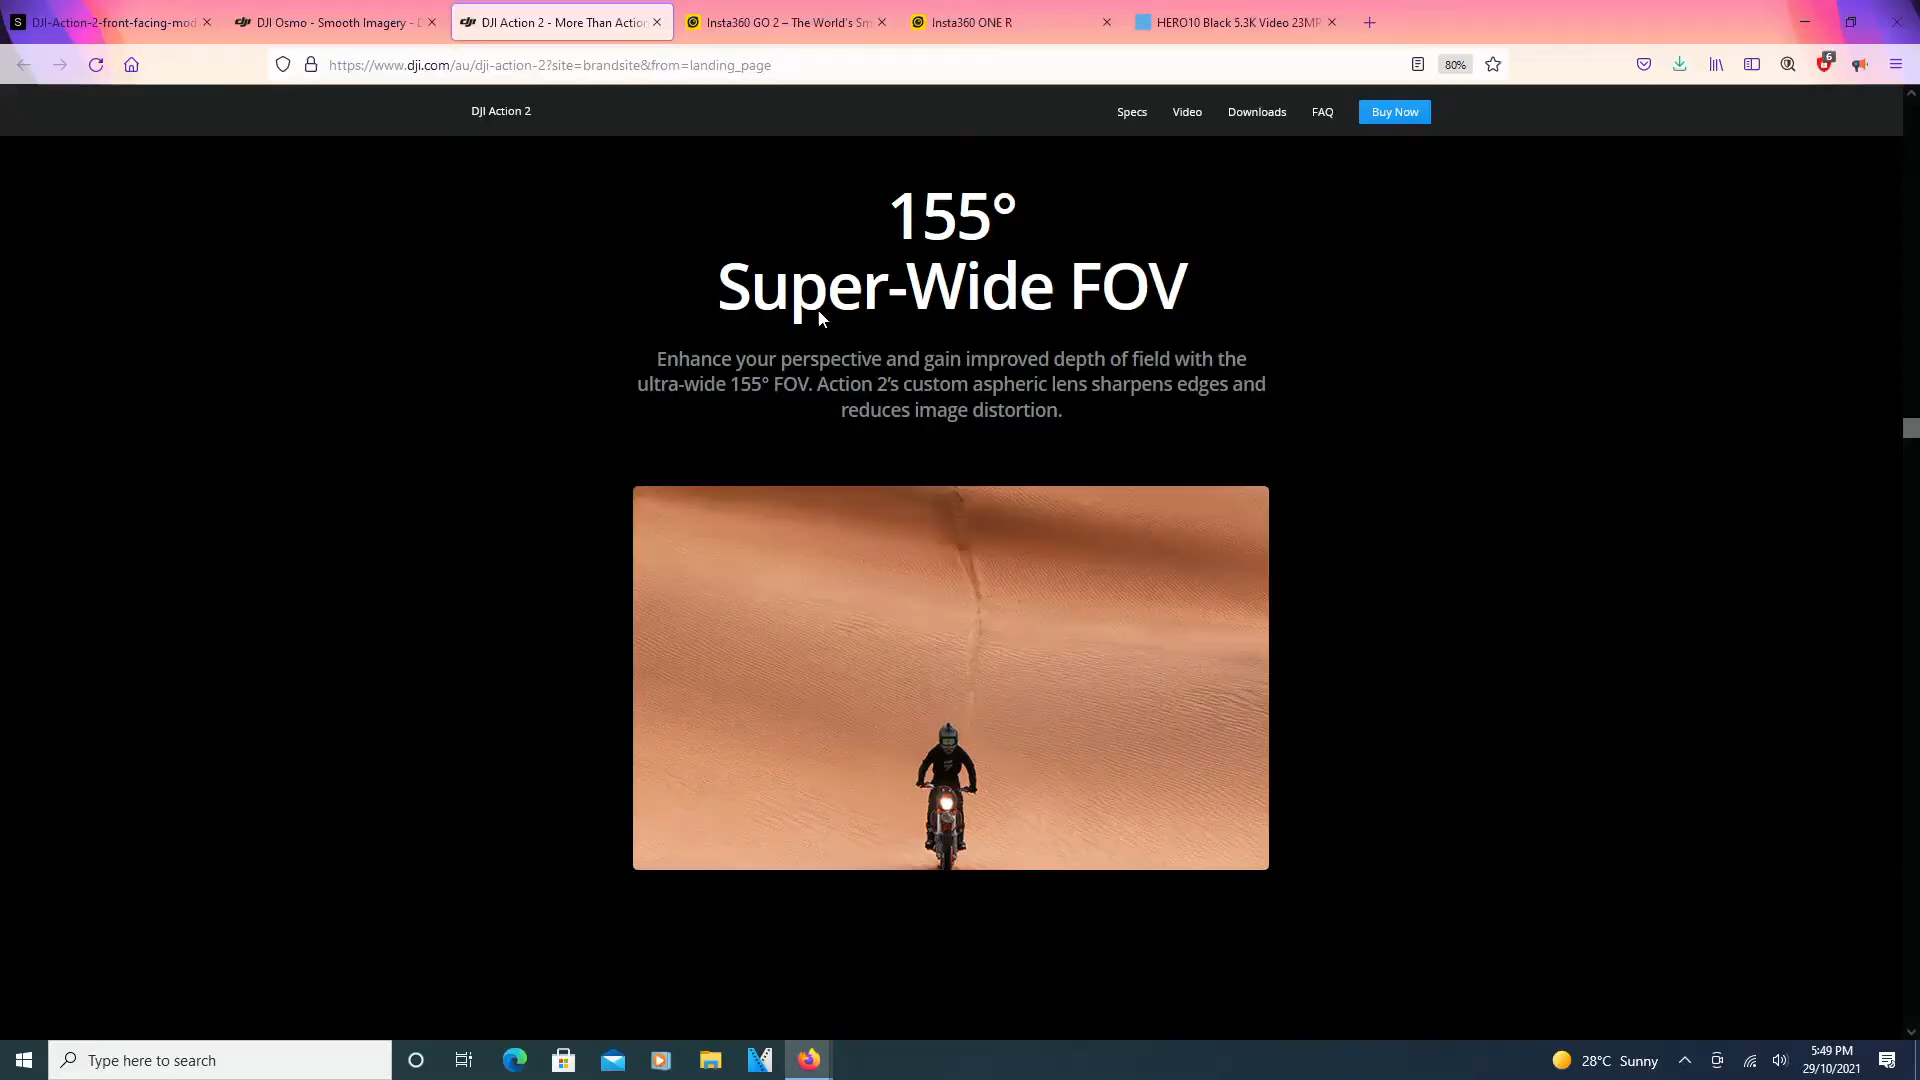 DJI-Action-2-front-facing-mod
DJI Osmo - Smooth Imagery - D
DJI Action 2 - More Than Action
Insta360 GO 2 – The World's Sm
Insta360 ONE R
HERO10 Black 5.3K Video 23MP
https://www.dji.com/au/dji-action-2?site=brandsite&from=landing_page
80%
6
DJI Action 2
Specs
Video
Downloads
FAQ
Buy Now
155°
Super-Wide FOV
Enhance your perspective and gain improved depth of field with the
ultra-wide 155° FOV. Action 2's custom aspheric lens sharpens edges and
reduces image distortion.
Type here to search
28°C Sunny
5:49 PM
29/10/2021